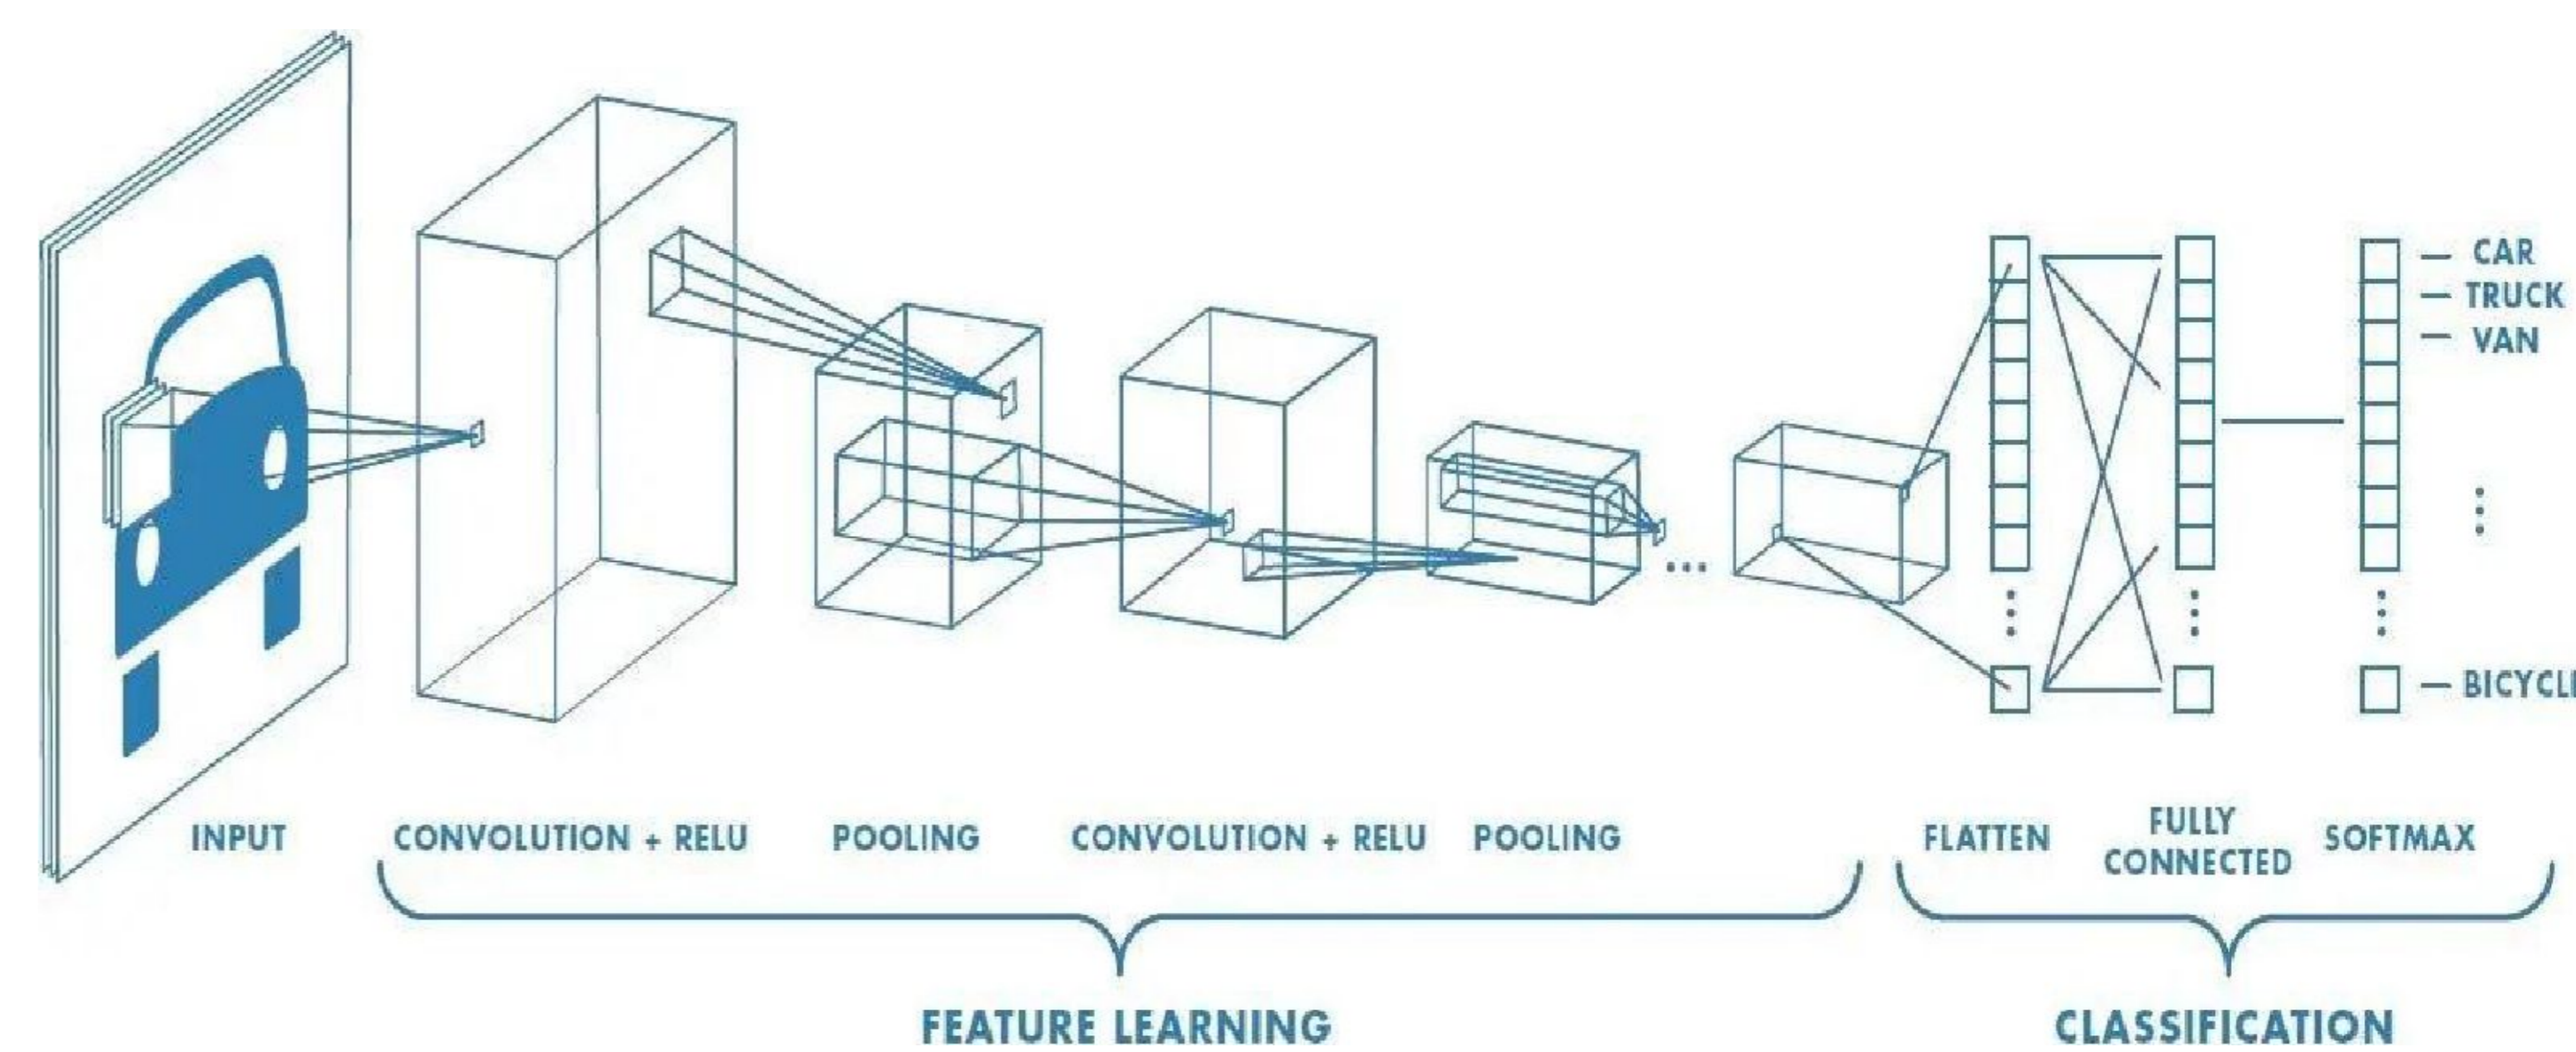 CAR
TRUCK
VAN
BICYCL
INPUT
CONVOLUTION + RELU
POOLING
CONVOLUTION + RELU
POOLING
FLATTEN
FULLY
CONNECTED
SOFTMAX
FEATURE LEARNING
CLASSIFICATION